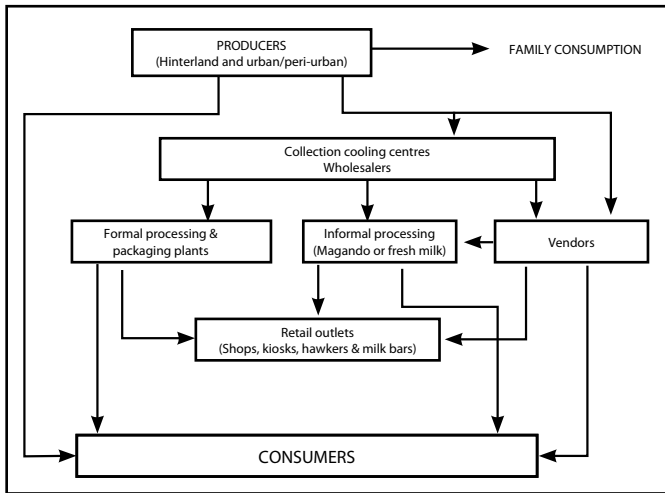 PRODUCERS
(Hinterland and urban/peri-urban)
FAMILY CONSUMPTION
Collection cooling centres
Wholesalers
Formal processing &
packaging plants
Informal processing
(Magando or fresh milk)
Vendors
Retail outlets
(Shops, kiosks, hawkers & milk bars)
CONSUMERS